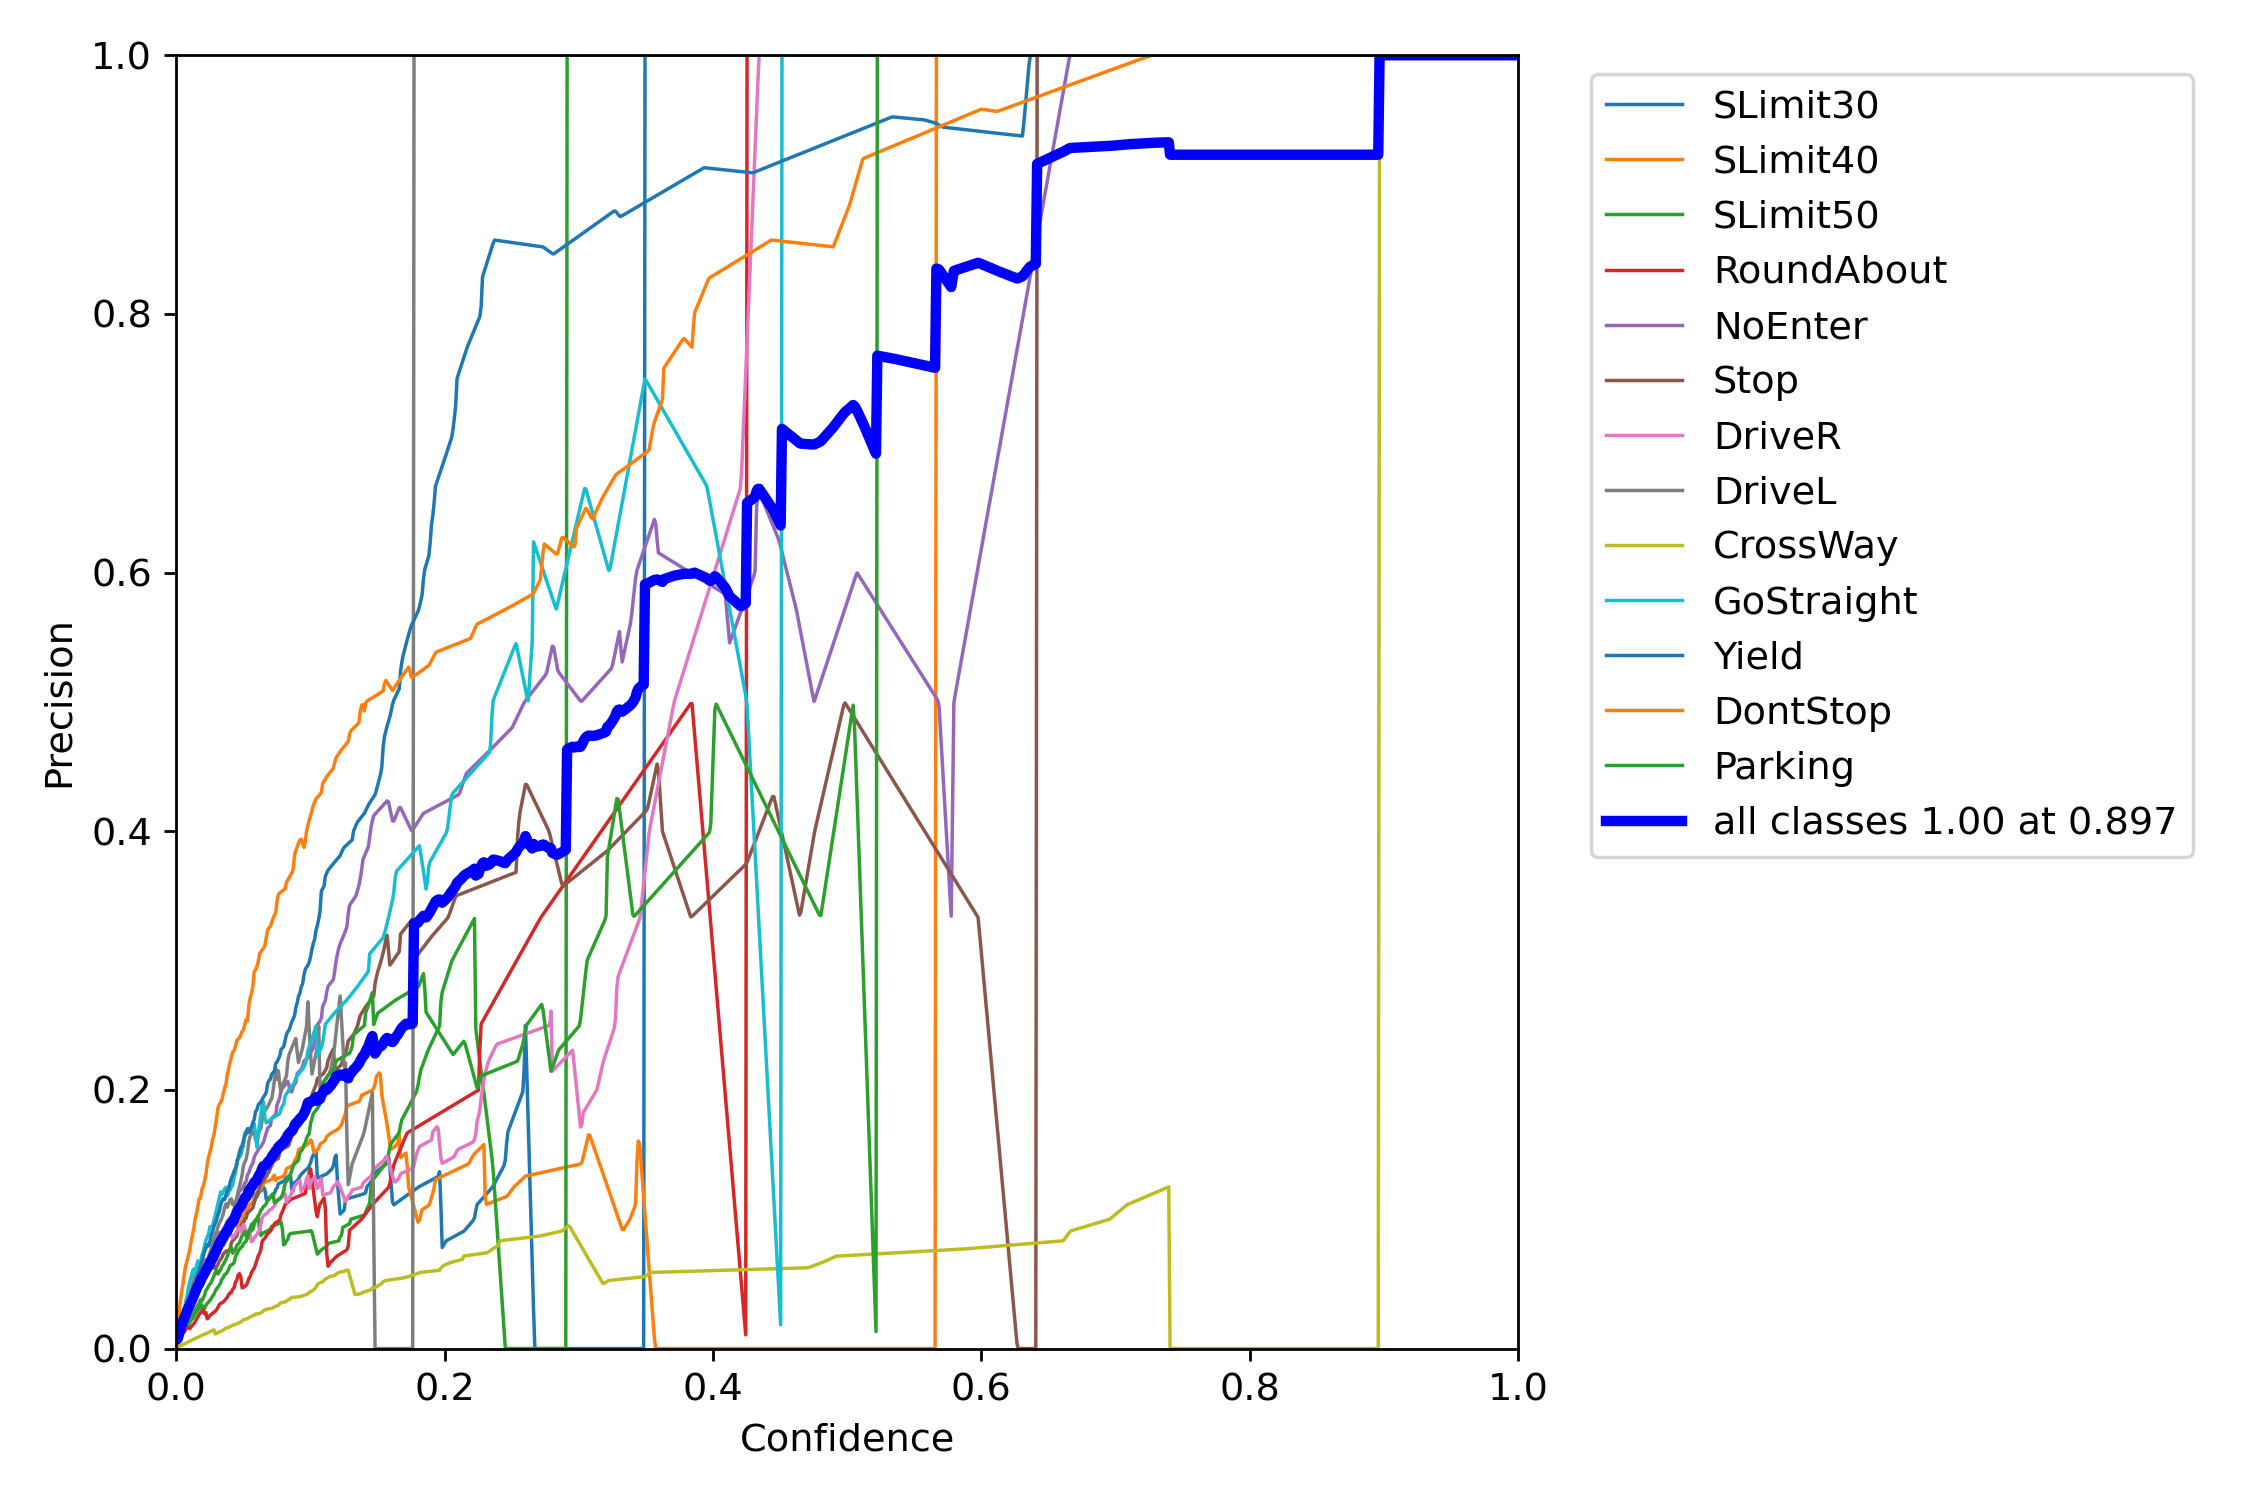 1.0
0.8
0.6
0.4
0.2
0.0
0.0 0.2 0.4 0.6 0.8 1.0
Precision
Confidence
SLimit30
SLimit40
SLimit50
RoundAbout
NoEnter
Stop
DriveR
DriveL
CrossWay
GoStraight
Yield
DontStop
Parking
all classes 1.00 at 0.897